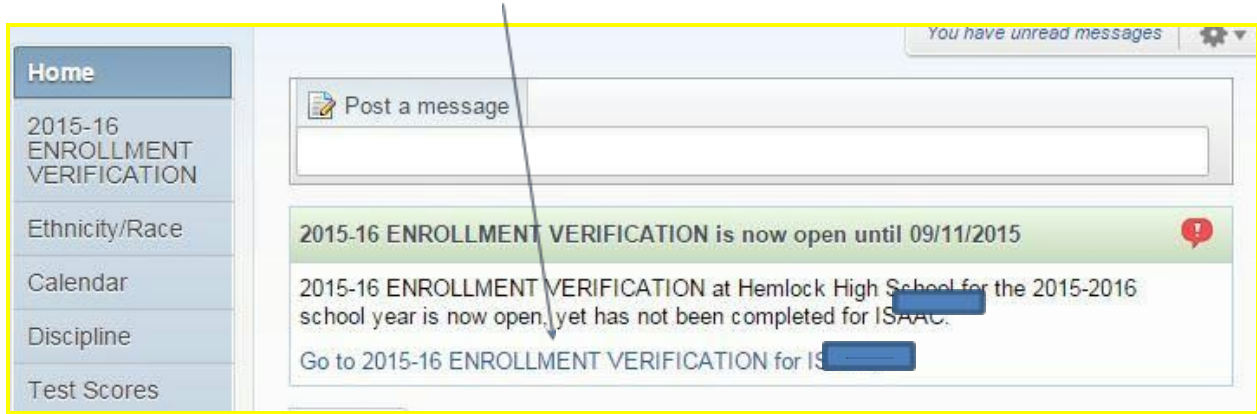 You have unread messages
Home
2015-16
ENROLLMENT
VERIFICATION
Ethnicity/Race
Calendar
Discipline
Test Scores
Post a message
2015-16 ENROLLMENT VERIFICATION is now open until 09/11/2015
2015-16 ENROLLMENT VERIFICATION at Hemlock High School for the 2015-2016
school year is now open, yet has not been completed for ISAAC.
Go to 2015-16 ENROLLMENT VERIFICATION for